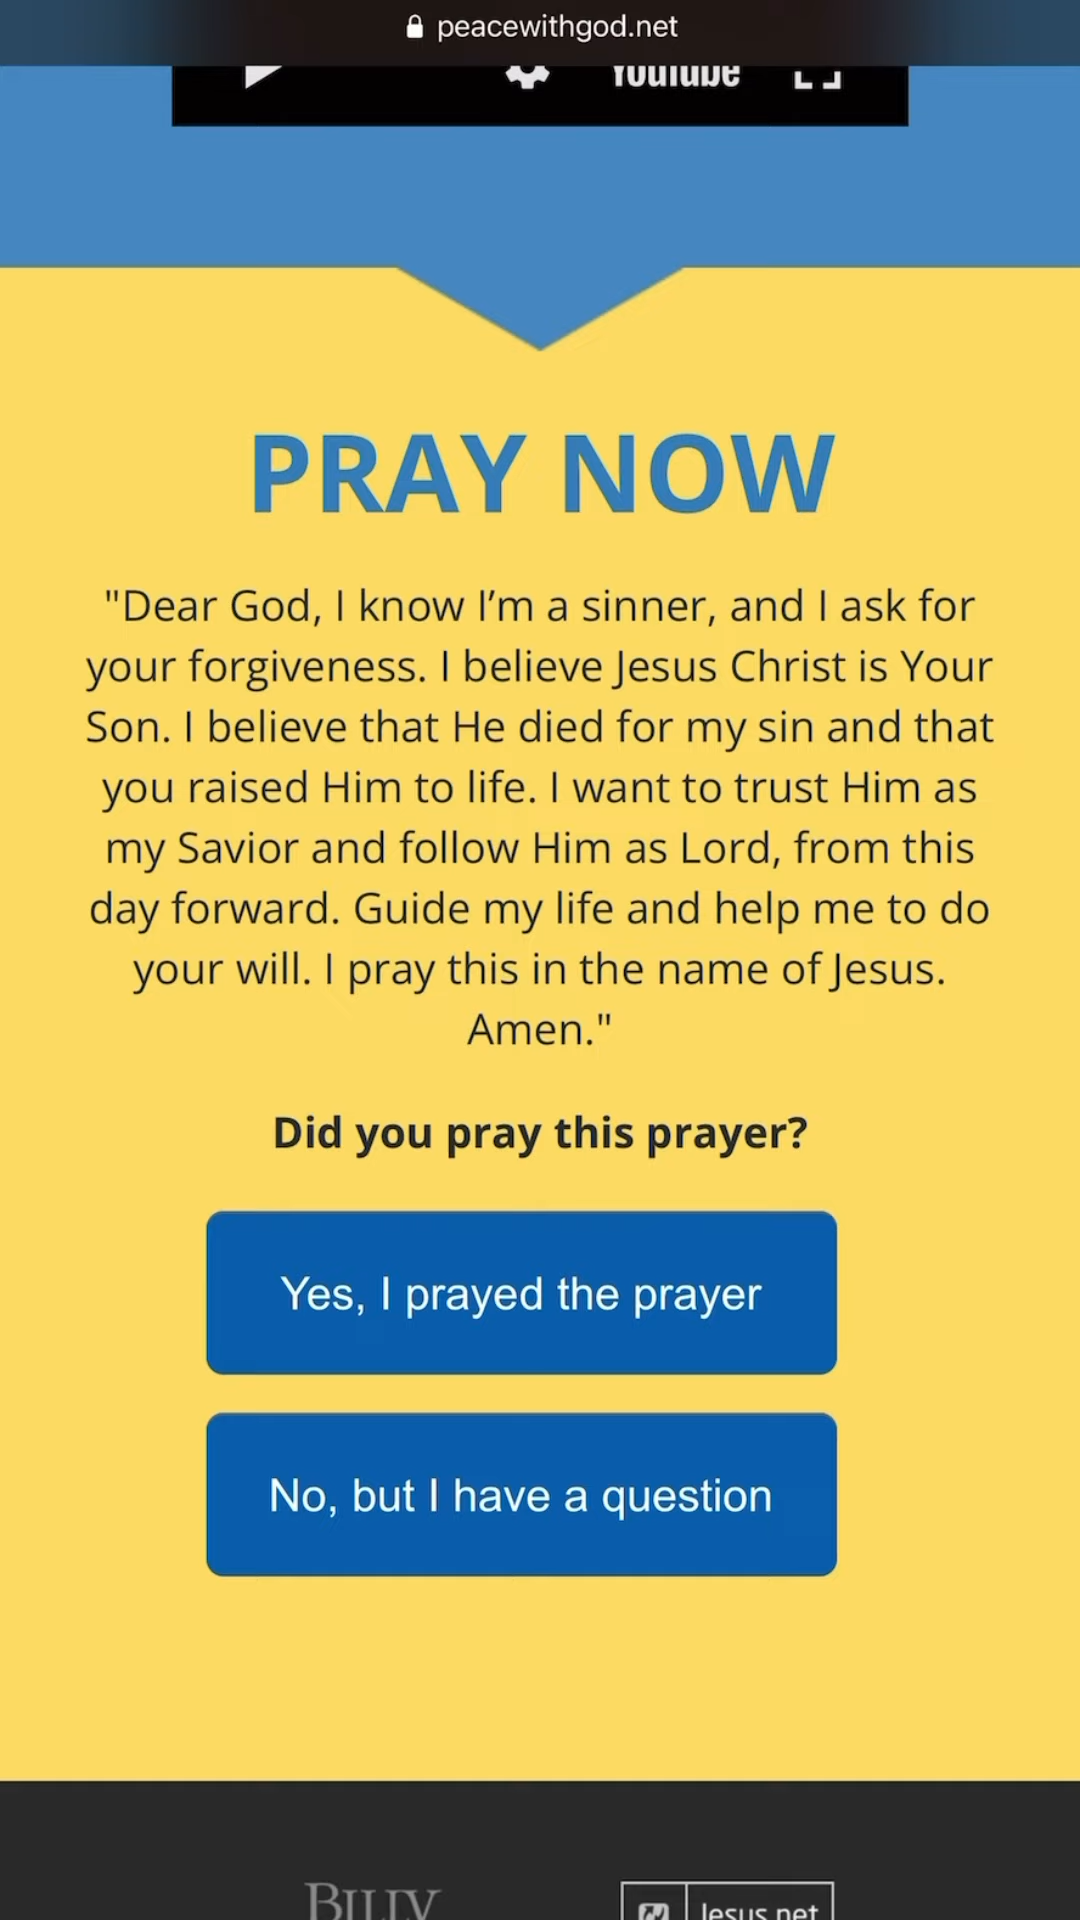 peacewithgod.net
YouTube
PRAY NOW
"Dear God, I know I’m a sinner, and I ask for
your forgiveness. I believe Jesus Christ is Your
Son. I believe that He died for my sin and that
you raised Him to life. I want to trust Him as
my Savior and follow Him as Lord, from this
day forward. Guide my life and help me to do
your will. I pray this in the name of Jesus.
Amen."
Did you pray this prayer?
Yes, I prayed the prayer
No, but I have a question
BILLY
Jesus.net